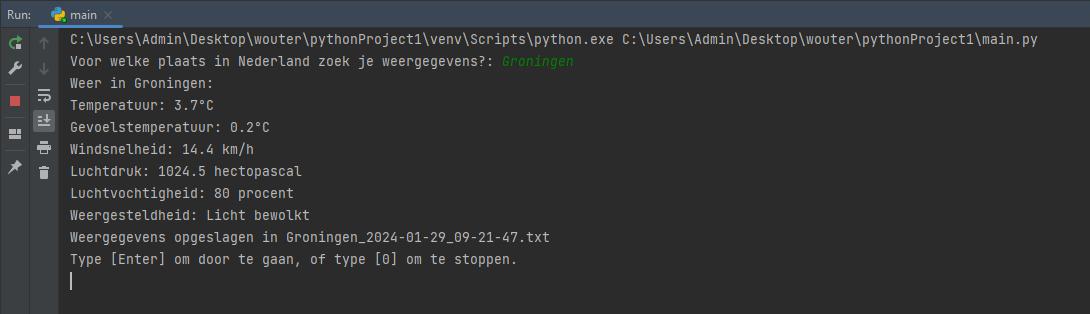 Run: main
C:\Users\Admin\Desktop\wouter\pythonProject1\venv\Scripts\python.exe C:\Users\Admin\Desktop\wouter\pythonProject1\main.py
Voor welke plaats in Nederland zoek je weergegevens?: Groningen
Weer in Groningen:
Temperatuur: 3.7°C
Gevoelstemperatuur: 0.2°C
Windsnelheid: 14.4 km/h
Luchtdruk: 1024.5 hectopascal
Luchtvochtigheid: 80 procent
Weergesteldheid: Licht bewolkt
Weergegevens opgeslagen in Groningen_2024-01-29_09-21-47.txt
Type [Enter] om door te gaan, of type [0] om te stoppen.